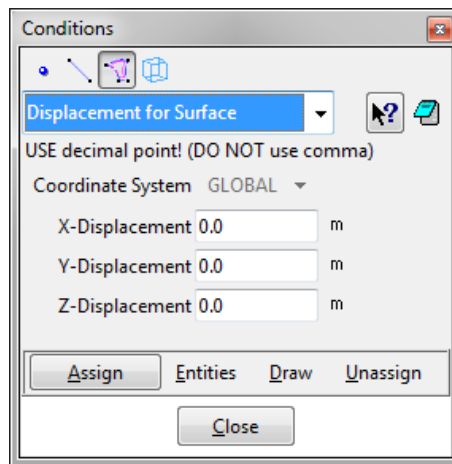 Conditions
Displacement for Surface
USE decimal point! (DO NOT use comma)
Coordinate System GLOBAL
X-Displacement 0.0 m
Y-Displacement 0.0 m
Z-Displacement 0.0 m
Assign Entities Draw Unassign
Close